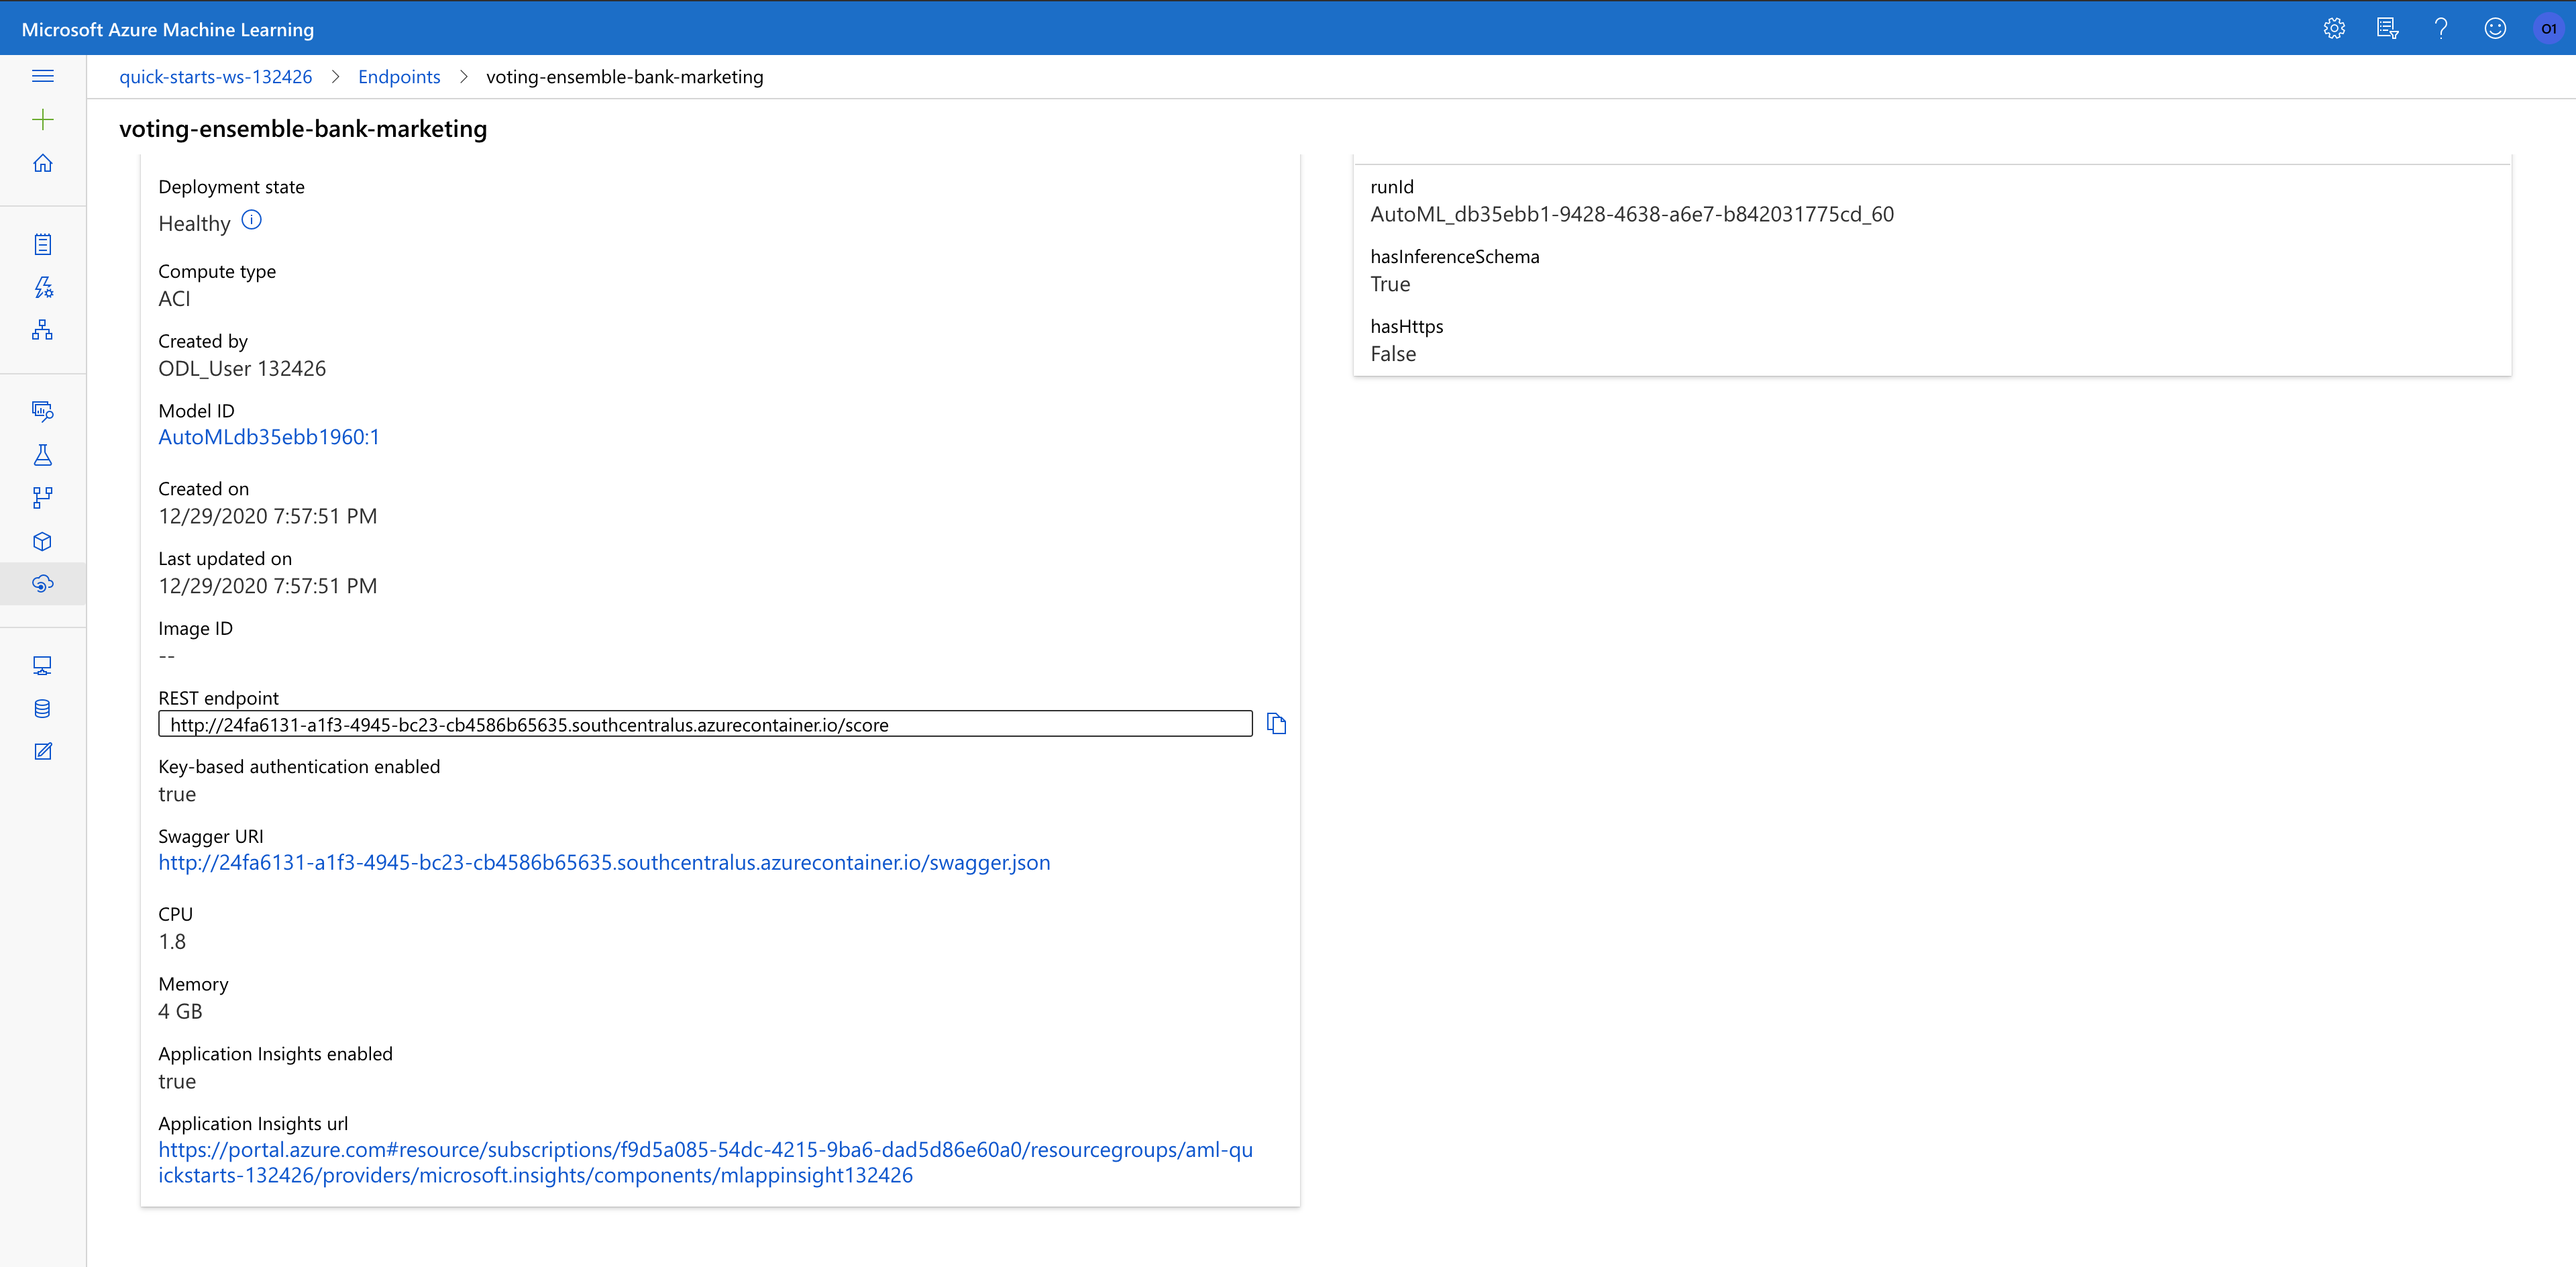 Microsoft Azure Machine Learning
?
O1
quick-starts-ws-132426 > Endpoints > voting-ensemble-bank-marketing
voting-ensemble-bank-marketing
Deployment state
Healthy
Compute type
ACI
Created by
ODL_User 132426
Model ID
AutoMLdb35ebb1960:1
Created on
12/29/2020 7:57:51 PM
Last updated on
12/29/2020 7:57:51 PM
Image ID
--
REST endpoint
http://24fa6131-a1f3-4945-bc23-cb4586b65635.southcentralus.azurecontainer.io/score
Key-based authentication enabled
true
Swagger URI
http://24fa6131-a1f3-4945-bc23-cb4586b65635.southcentralus.azurecontainer.io/swagger.json
CPU
1.8
Memory
4 GB
Application Insights enabled
true
Application Insights url
https://portal.azure.com#resource/subscriptions/f9d5a085-54dc-4215-9ba6-dad5d86e60a0/resourcegroups/aml-qu
ickstarts-132426/providers/microsoft.insights/components/mlappinsight132426
runId
AutoML_db35ebb1-9428-4638-a6e7-b842031775cd_60
hasInferenceSchema
True
hasHttps
False